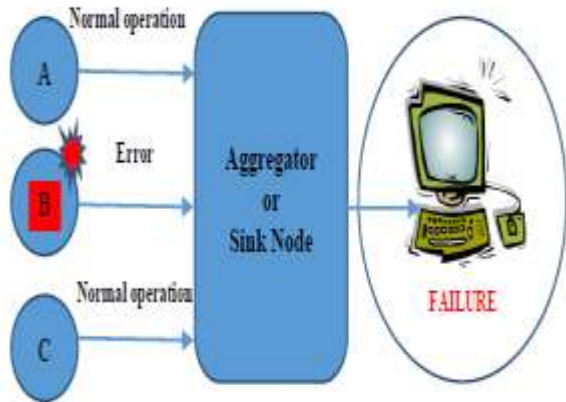 Normal operation
A
Error
B
Normal operation
C
Aggregator
or
Sink Node
FAILURE